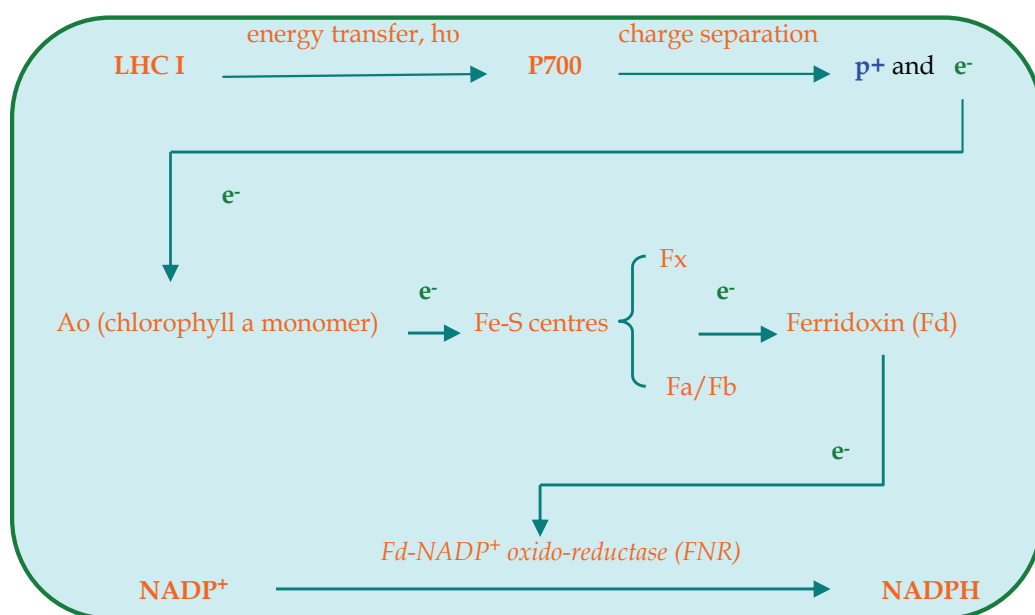 energy transfer, hυ charge separation
LHC I P700 p+ and e-
e-
Fx
e- e-
Ao (chlorophyll a monomer) Fe-S centres Ferridoxin (Fd)
Fa/Fb
e-
Fd-NADP+ oxido-reductase (FNR)
NADP+ NADPH